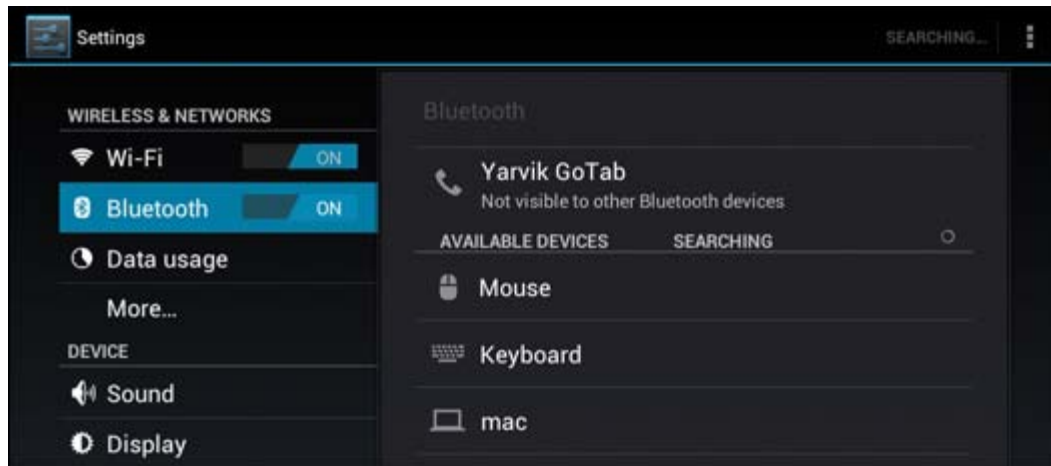 Settings
SEARCHING...
WIRELESS & NETWORKS
Wi-Fi ON
Bluetooth ON
Data usage
More...
DEVICE
Sound
Display
Bluetooth
Yarvik GoTab
Not visible to other Bluetooth devices
AVAILABLE DEVICES SEARCHING
Mouse
Keyboard
mac